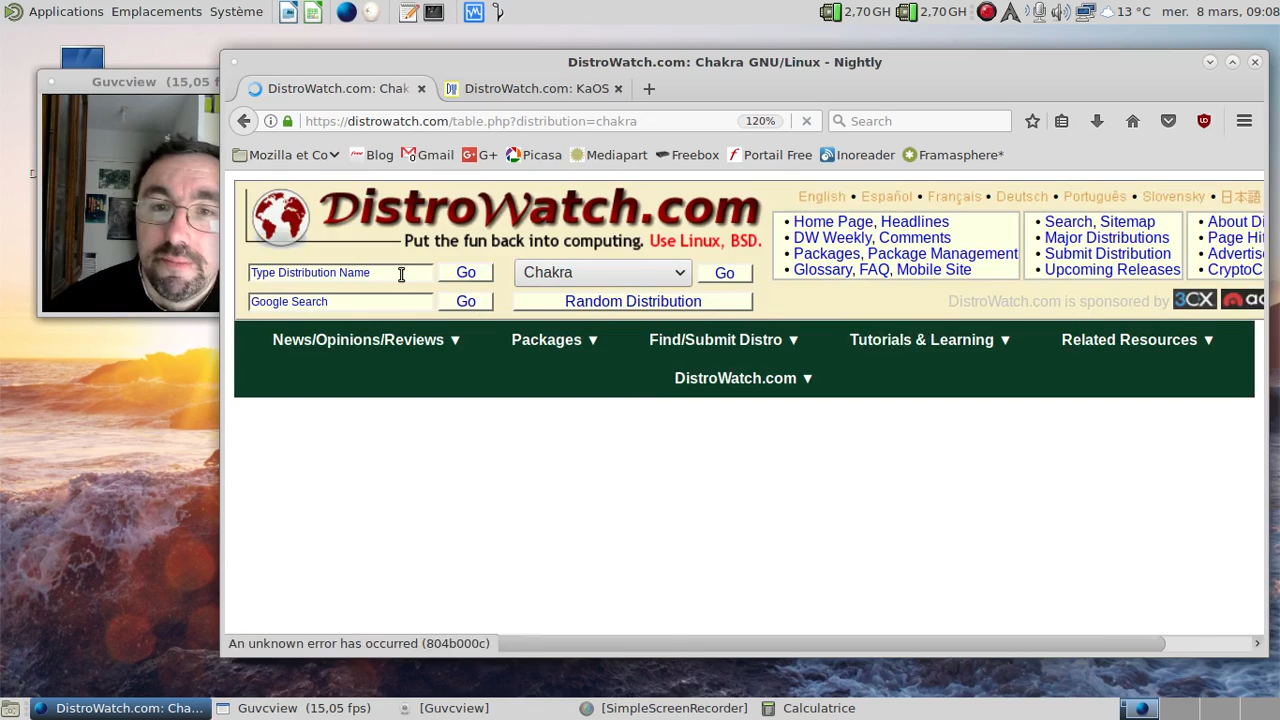 Applications Emplacements Système 2,70 GH 2,70 GH 13 °C mer. 8 mars, 09:08
Guvcview (15,05 f
DistroWatch.com: Chakra GNU/Linux - Nightly
DistroWatch.com: Chak DistroWatch.com: KaOS
https://distrowatch.com/table.php?distribution=chakra 120% Search
Mozilla et Co Blog Gmail G+ Picasa Mediapart Freebox Portail Free Inoreader Framasphere*
DistroWatch.com
Put the fun back into computing. Use Linux, BSD.
English • Español • Français • Deutsch • Português • Slovensky • 日本語
• Home Page, Headlines
• DW Weekly, Comments
• Packages, Package Management
• Glossary, FAQ, Mobile Site
• Search, Sitemap
• Major Distributions
• Submit Distribution
• Upcoming Releases
• About Di
• Page Hi
• Advertis
• CryptoC
Type Distribution Name Go Chakra Go
Google Search Go Random Distribution
DistroWatch.com is sponsored by 3CX ac
News/Opinions/Reviews ▼ Packages ▼ Find/Submit Distro ▼ Tutorials & Learning ▼ Related Resources ▼
DistroWatch.com ▼
An unknown error has occurred (804b000c)
DistroWatch.com: Cha... Guvcview (15,05 fps) [Guvcview] [SimpleScreenRecorder] Calculatrice